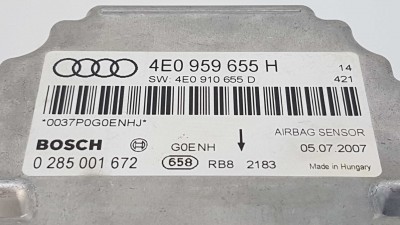 4E0 959 655 H 14
SW: 4E0 910 655 D 421
*0037P0G0ENHJ*
BOSCH G0ENH AIRBAG SENSOR
0 285 001 672 658 RB8 2183 05.07.2007
Made in Hungary